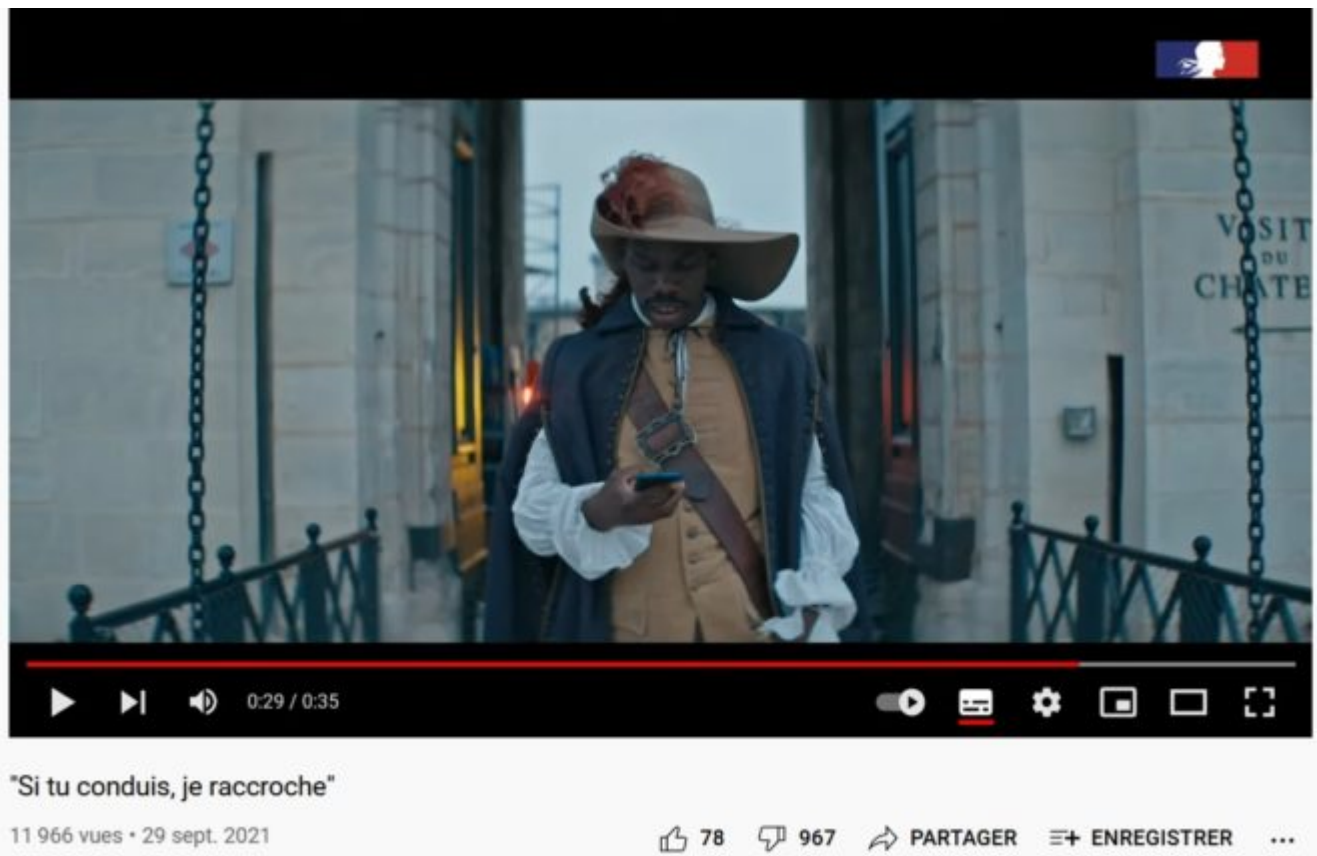 VISIT
DU
CHATE
0:29 / 0:35
"Si tu conduis, je raccroche"
11 966 vues • 29 sept. 2021
78 967 PARTAGER ENREGISTRER